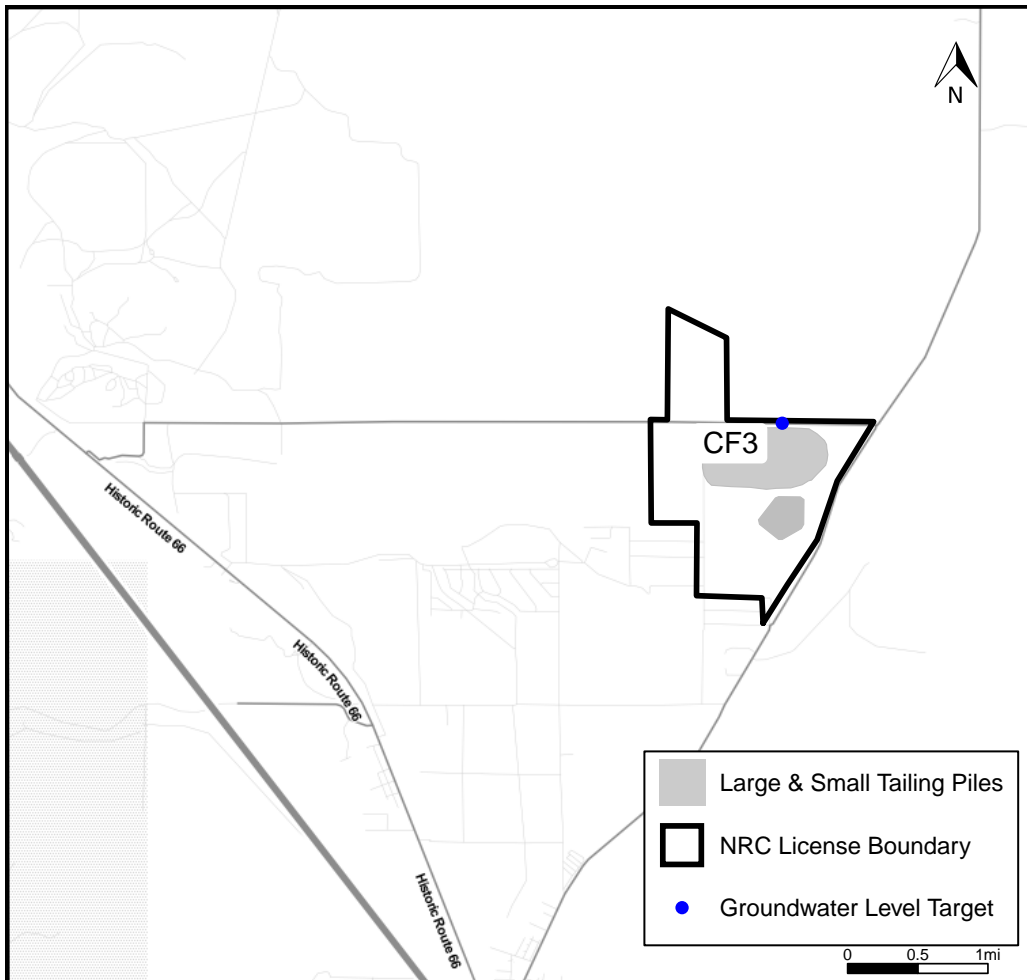 N
CF3
Historic Route 66
Historic Route 66
Historic Route 66
Large & Small Tailing Piles
NRC License Boundary
Groundwater Level Target
0 0.5 1mi